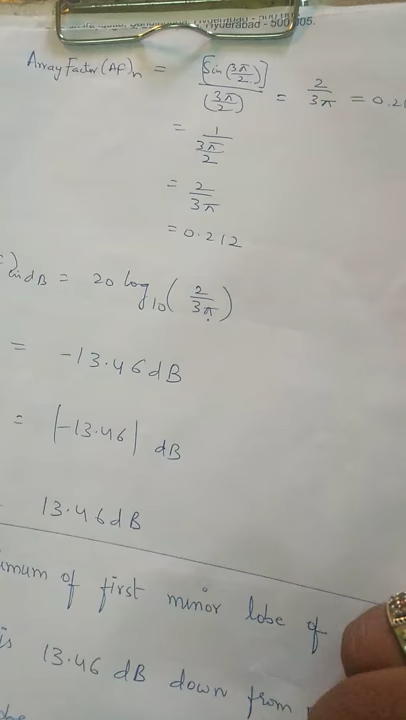 Hyderabad - 500 005.
Array Factor (AF)n = [Sin(3π/2)] / (3π/2) = 2/3π = 0.21
= 1 / (3π/2)
= 2/3π
= 0.212
) in dB = 20 log10 (2/3π)
= -13.46 dB
= |-13.46| dB
13.46 dB
imum of first minor lobe of
is 13.46 dB down from